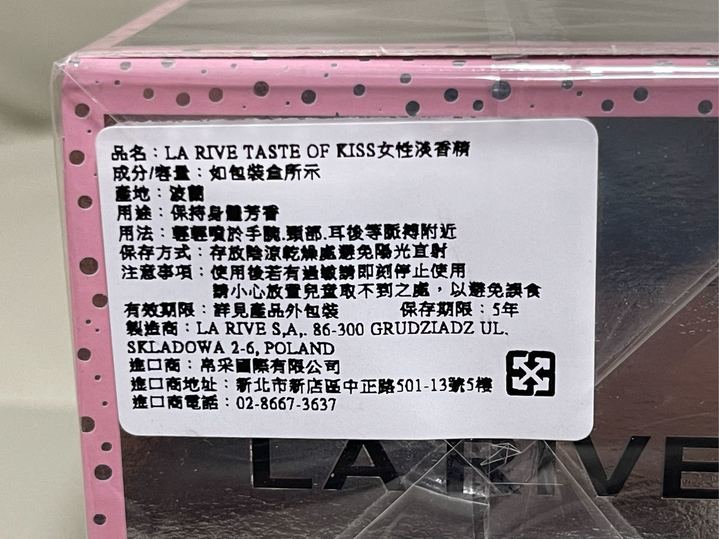 品名：LA RIVE TASTE OF KISS女性淡香精
成分/容量：如包裝盒所示
產地：波蘭
用途：保持身體芳香
用法：輕輕噴於手腕.頸部.耳後等脈搏附近
保存方式：存放陰涼乾燥處避免陽光直射
注意事項：使用後若有過敏請即刻停止使用
請小心放置兒童取不到之處，以避免誤食
有效期限：詳見產品外包裝 保存期限：5年
製造商：LA RIVE S,A,. 86-300 GRUDZIADZ UL.
SKLADOWA 2-6, POLAND
進口商：帛采國際有限公司
進口商地址：新北市新店區中正路501-13號5樓
進口商電話：02-8667-3637
LA RIVE